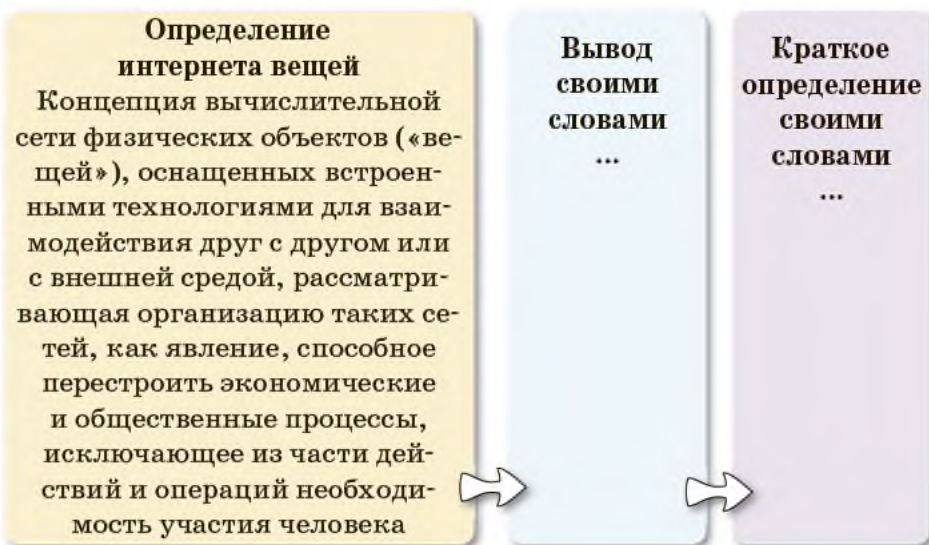 Определение
интернета вещей
Концепция вычислительной
сети физических объектов («ве-
щей»), оснащенных встроен-
ными технологиями для взаи-
модействия друг с другом или
с внешней средой, рассматри-
вающая организацию таких се-
тей, как явление, способное
перестроить экономические
и общественные процессы,
исключающее из части дей-
ствий и операций необходи-
мость участия человека
Вывод
своими
словами
...
Краткое
определение
своими
словами
...